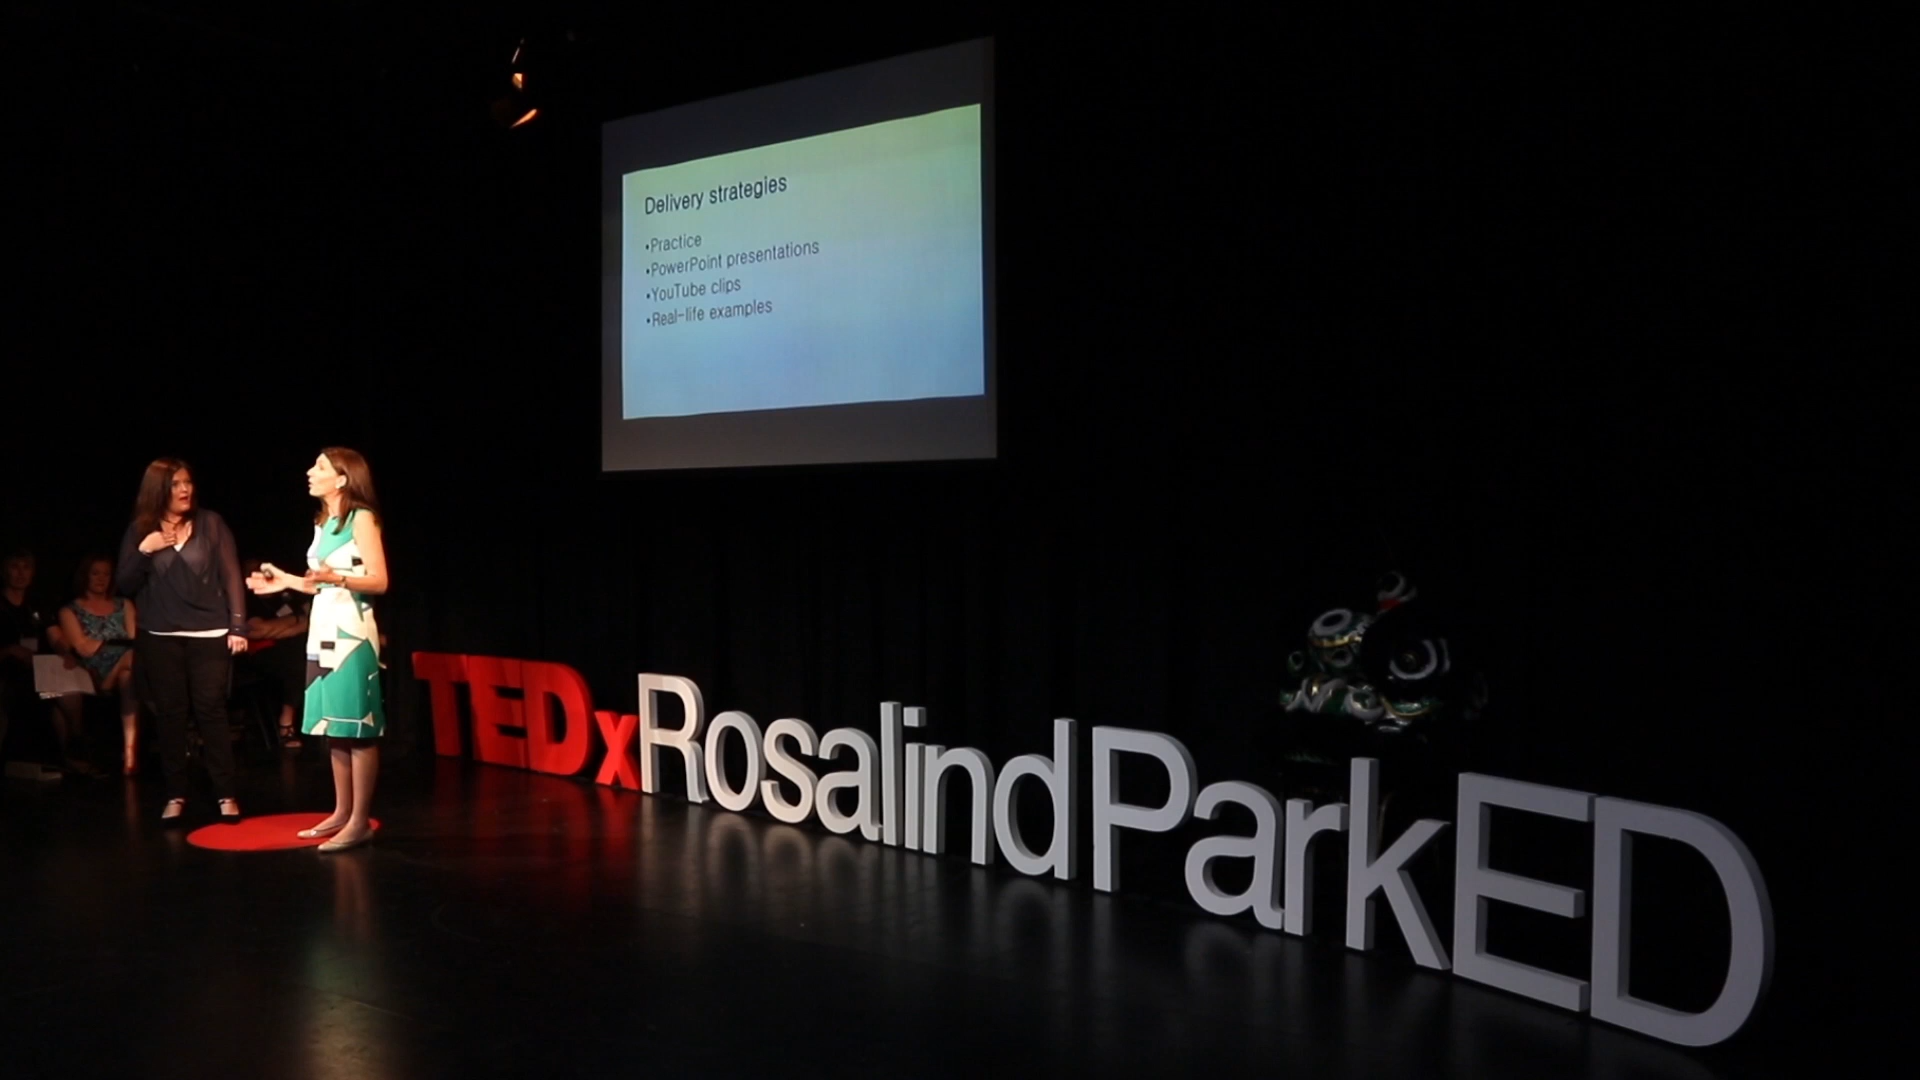 Delivery strategies
•Practice
•PowerPoint presentations
•YouTube clips
•Real-life examples
TEDxRosalindParkED